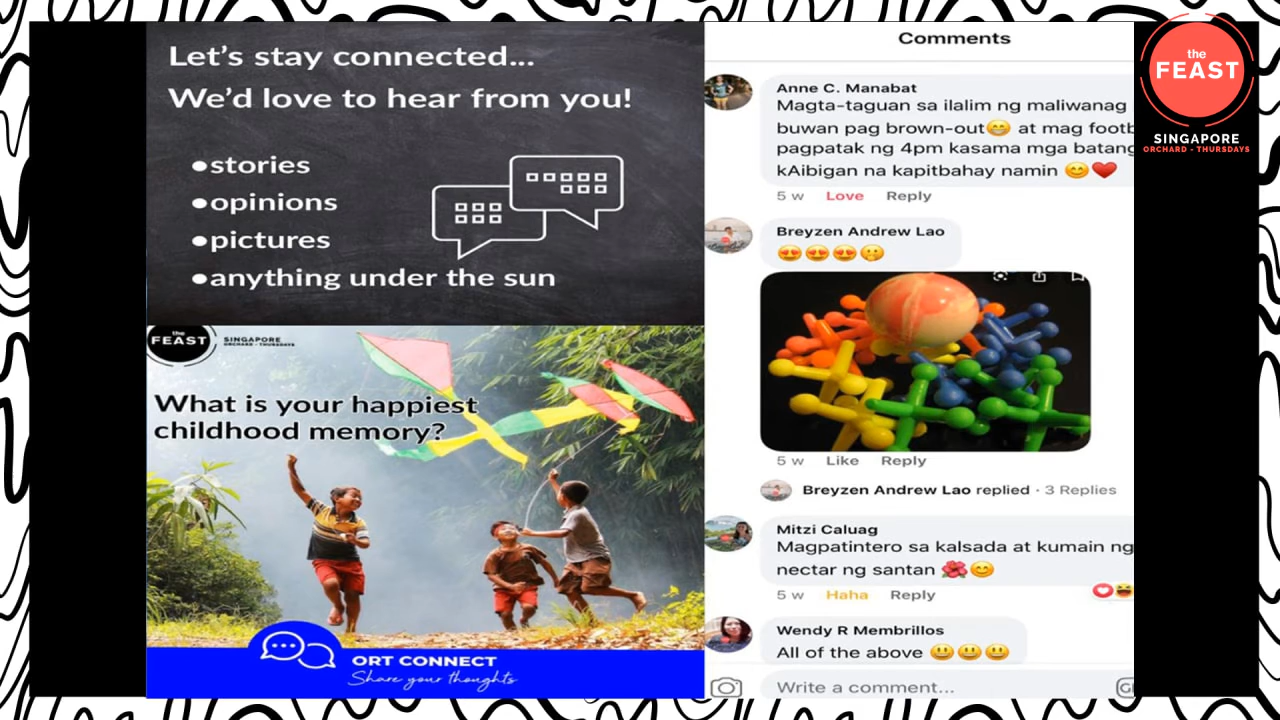 Let's stay connected...
We'd love to hear from you!
●stories
●opinions
●pictures
●anything under the sun
the
FEAST
SINGAPORE
ORCHARD - THURSDAYS
What is your happiest
childhood memory?
ORT CONNECT
Share your thoughts
Comments
Anne C. Manabat
Magta-taguan sa ilalim ng maliwanag
buwan pag brown-out😁 at mag footb
pagpatak ng 4pm kasama mga batang
kAibigan na kapitbahay namin 😊❤️
5 w Love Reply
Breyzen Andrew Lao
😍😍😍🤫
5 w Like Reply
Breyzen Andrew Lao replied · 3 Replies
Mitzi Caluag
Magpatintero sa kalsada at kumain ng
nectar ng santan 🌺😊
5 w Haha Reply
Wendy R Membrillos
All of the above 😃😃😃
Write a comment...
the
FEAST
SINGAPORE
ORCHARD - THURSDAYS